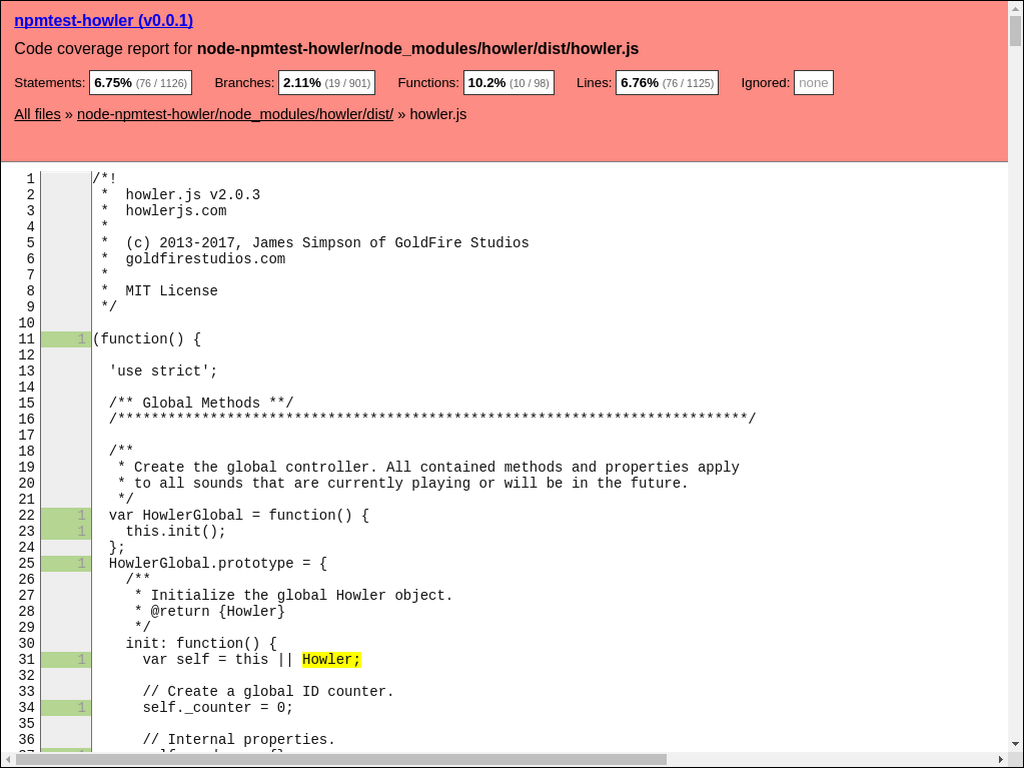 npmtest-howler (v0.0.1)
Code coverage report for node-npmtest-howler/node_modules/howler/dist/howler.js
Statements: 6.75% (76 / 1126) Branches: 2.11% (19 / 901) Functions: 10.2% (10 / 98) Lines: 6.76% (76 / 1125) Ignored: none
All files » node-npmtest-howler/node_modules/howler/dist/ » howler.js
1 /*!
2  *  howler.js v2.0.3
3  *  howlerjs.com
4  *
5  *  (c) 2013-2017, James Simpson of GoldFire Studios
6  *  goldfirestudios.com
7  *
8  *  MIT License
9  */
10
11 1 (function() {
12
13   'use strict';
14
15   /** Global Methods **/
16   /***************************************************************************/
17
18   /**
19    * Create the global controller. All contained methods and properties apply
20    * to all sounds that are currently playing or will be in the future.
21    */
22 1   var HowlerGlobal = function() {
23 1     this.init();
24   };
25 1   HowlerGlobal.prototype = {
26     /**
27      * Initialize the global Howler object.
28      * @return {Howler}
29      */
30     init: function() {
31 1       var self = this || Howler;
32
33       // Create a global ID counter.
34 1       self._counter = 0;
35
36       // Internal properties.